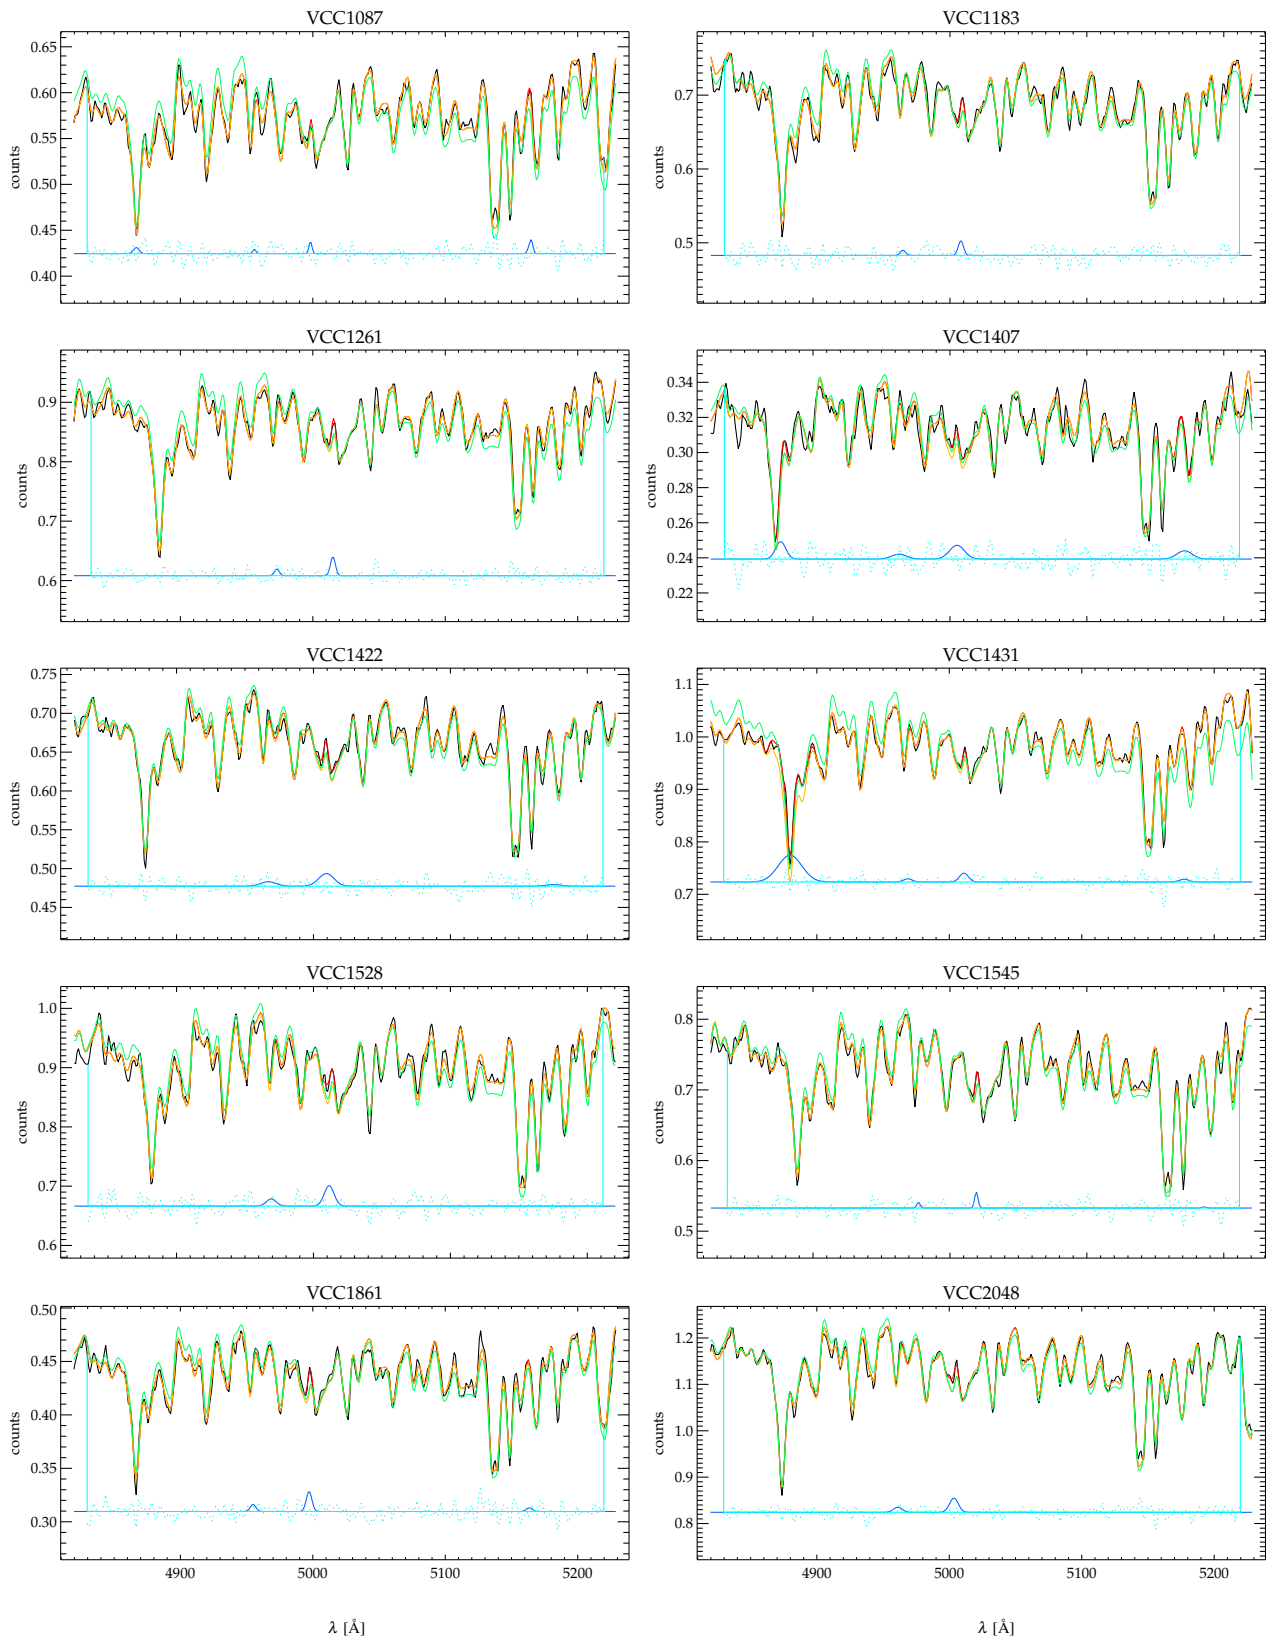 VCC1087
VCC1183
0.65
0.60
0.55
0.50
0.45
0.40
counts
0.7
0.6
0.5
counts
VCC1261
VCC1407
0.9
0.8
0.7
0.6
counts
0.34
0.32
0.30
0.28
0.26
0.24
0.22
counts
VCC1422
VCC1431
0.75
0.70
0.65
0.60
0.55
0.50
0.45
counts
1.1
1.0
0.9
0.8
0.7
counts
VCC1528
VCC1545
1.0
0.9
0.8
0.7
0.6
counts
0.8
0.7
0.6
0.5
counts
VCC1861
VCC2048
0.50
0.45
0.40
0.35
0.30
counts
1.2
1.1
1.0
0.9
0.8
counts
4900 5000 5100 5200
4900 5000 5100 5200
λ [Å]
λ [Å]